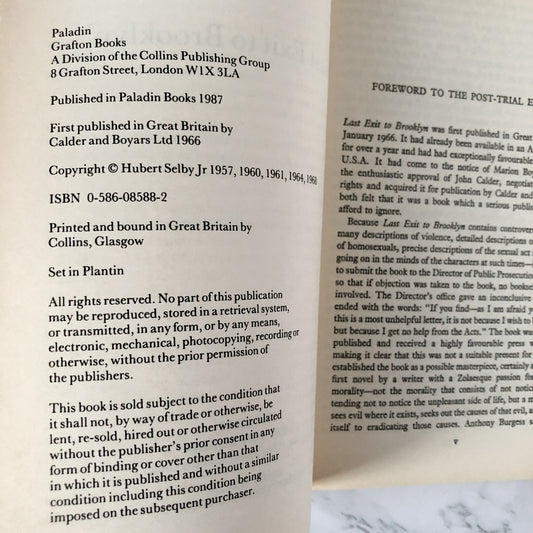 Paladin
Grafton Books
A Division of the Collins Publishing Group
8 Grafton Street, London W1X 3LA
Published in Paladin Books 1987
First published in Great Britain by
Calder and Boyars Ltd 1966
Copyright © Hubert Selby Jr 1957, 1960, 1961, 1964, 1968
ISBN 0-586-08588-2
Printed and bound in Great Britain by
Collins, Glasgow
Set in Plantin
All rights reserved. No part of this publication
may be reproduced, stored in a retrieval system,
or transmitted, in any form, or by any means,
electronic, mechanical, photocopying, recording or
otherwise, without the prior permission of
the publishers.
This book is sold subject to the condition that
it shall not, by way of trade or otherwise, be
lent, re-sold, hired out or otherwise circulated
without the publisher's prior consent in any
form of binding or cover other than that
in which it is published and without a similar
condition including this condition being
imposed on the subsequent purchaser.
FOREWORD TO THE POST-TRIAL E
Last Exit to Brooklyn was first published in Great
January 1966. It had already been available in an A
for over a year and had had exceptionally favourable
U.S.A. It had come to the notice of Marion Boy
the enthusiastic approval of John Calder, negotiat
rights and acquired it for publication by Calder and
both felt that it was a book which a serious public
afford to ignore.
Because Last Exit to Brooklyn contains controvers
many descriptions of violence, detailed descriptions o
of homosexuals, precise descriptions of the sexual act
going on in the minds of the characters at such times—
to submit the book to the Director of Public Prosecution
so that if objection was taken to the book, no bookse
involved. The Director's office gave an inconclusive
ended with the words: "If you find—as I am afraid y
this is a most unhelpful letter, it is not because I wish to b
but because I get no help from the Acts." The book w
published and received a highly favourable press w
making it clear that this was not a suitable present for
established the book as a possible masterpiece, certainly a
first novel by a writer with a Zolaesque passion for
morality—not the morality that consists of not notic
tending not to notice the unpleasant side of life, but a m
sees evil where it exists, seeks out the causes of that evil, a
itself to eradicating those causes. Anthony Burgess s
v